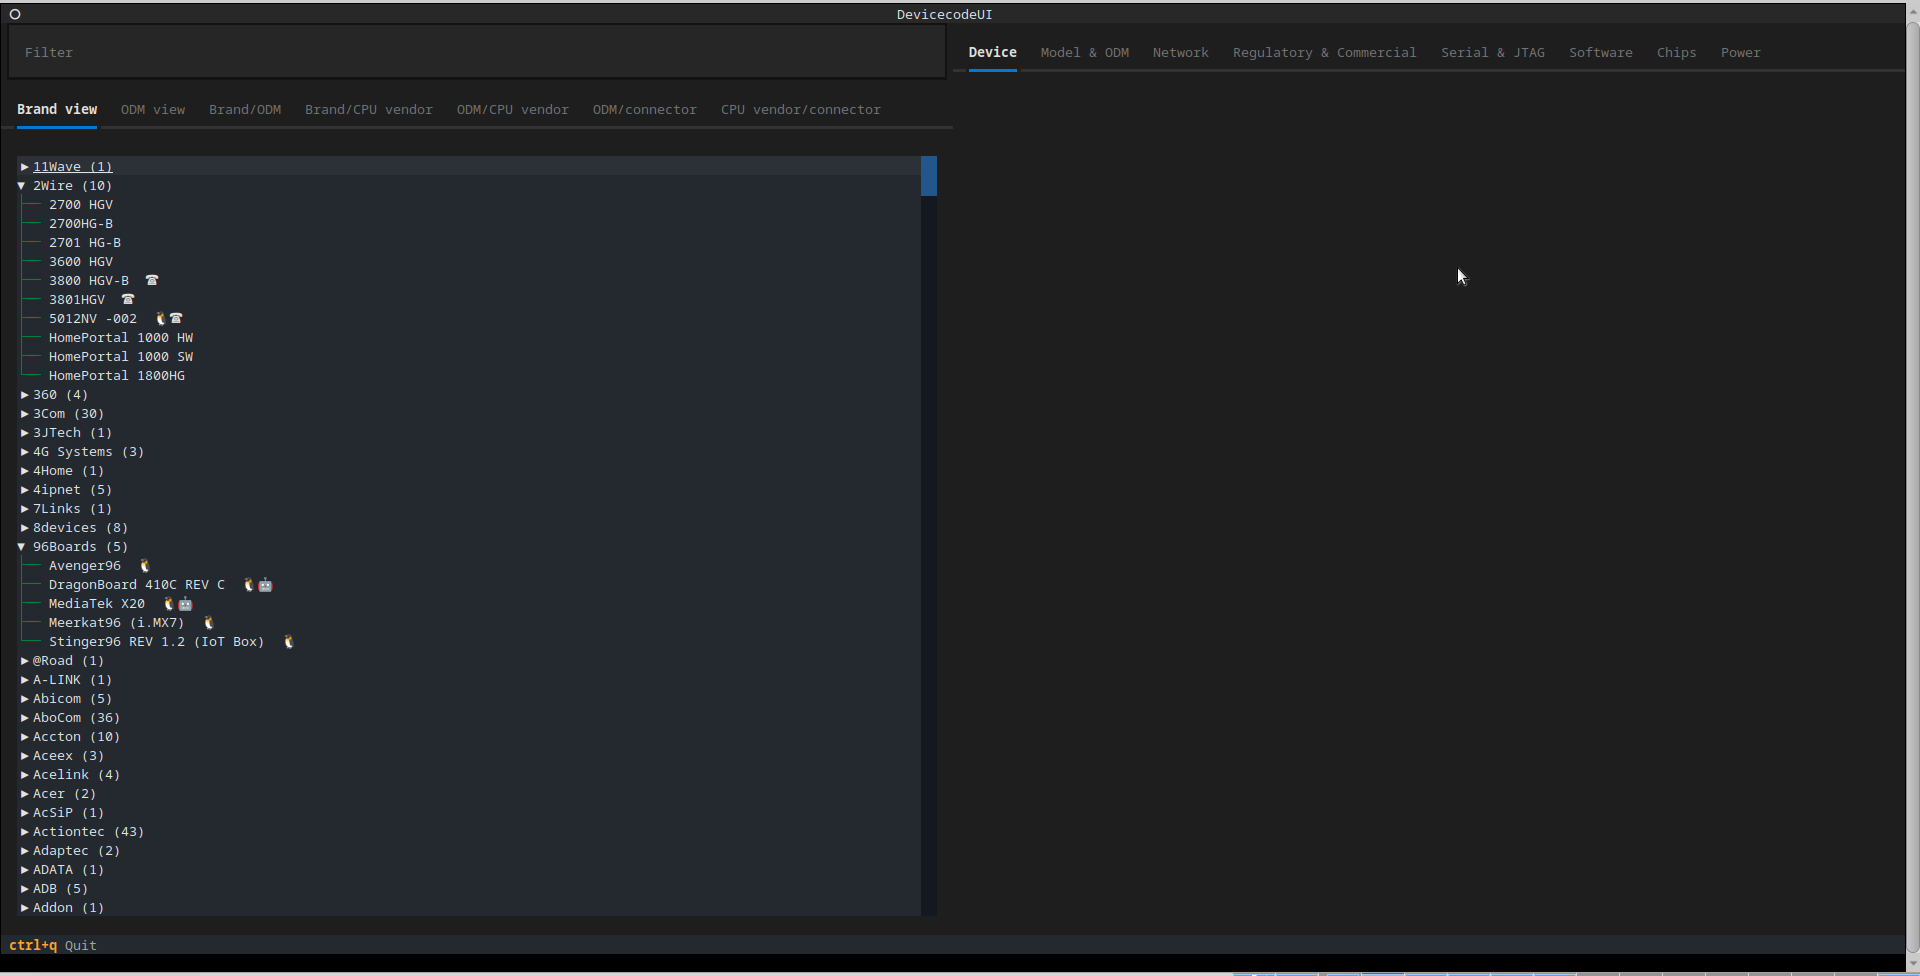 DevicecodeUI
Filter
Device Model & ODM Network Regulatory & Commercial Serial & JTAG Software Chips Power
Brand view ODM view Brand/ODM Brand/CPU vendor ODM/CPU vendor ODM/connector CPU vendor/connector
▶ 11Wave (1)
▼ 2Wire (10)
2700 HGV
2700HG-B
2701 HG-B
3600 HGV
3800 HGV-B ☎
3801HGV ☎
5012NV -002 🐧☎
HomePortal 1000 HW
HomePortal 1000 SW
HomePortal 1800HG
▶ 360 (4)
▶ 3Com (30)
▶ 3JTech (1)
▶ 4G Systems (3)
▶ 4Home (1)
▶ 4ipnet (5)
▶ 7Links (1)
▶ 8devices (8)
▼ 96Boards (5)
Avenger96 🐧
DragonBoard 410C REV C 🐧🤖
MediaTek X20 🐧🤖
Meerkat96 (i.MX7) 🐧
Stinger96 REV 1.2 (IoT Box) 🐧
▶ @Road (1)
▶ A-LINK (1)
▶ Abicom (5)
▶ AboCom (36)
▶ Accton (10)
▶ Aceex (3)
▶ Acelink (4)
▶ Acer (2)
▶ AcSiP (1)
▶ Actiontec (43)
▶ Adaptec (2)
▶ ADATA (1)
▶ ADB (5)
▶ Addon (1)
ctrl+q Quit